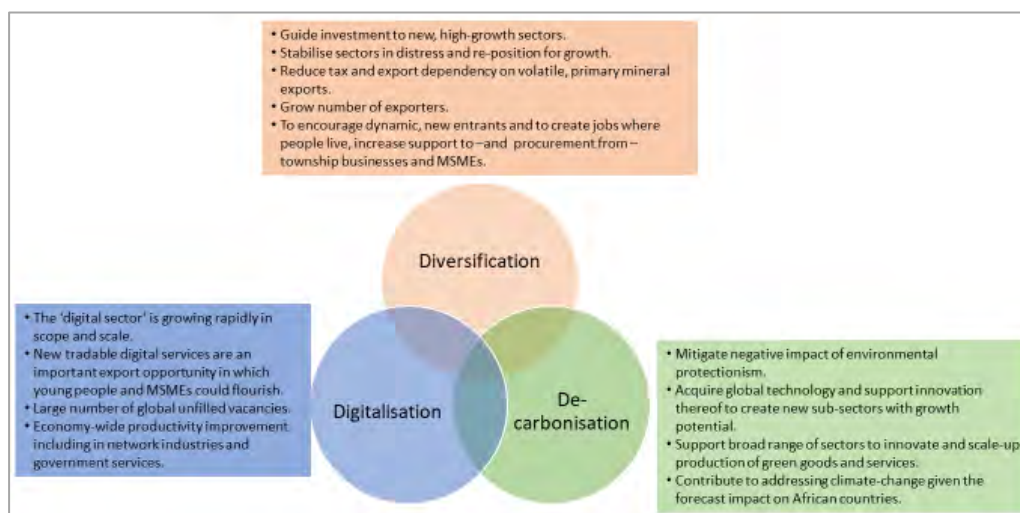 • Guide investment to new, high-growth sectors.
• Stabilise sectors in distress and re-position for growth.
• Reduce tax and export dependency on volatile, primary mineral
exports.
• Grow number of exporters.
• To encourage dynamic, new entrants and to create jobs where
people live, increase support to –and procurement from –
township businesses and MSMEs.
Diversification
• The 'digital sector' is growing rapidly in
scope and scale.
• New tradable digital services are an
important export opportunity in which
young people and MSMEs could flourish.
• Large number of global unfilled vacancies.
• Economy-wide productivity improvement
including in network industries and
government services.
Digitalisation
De-
carbonisation
• Mitigate negative impact of environmental
protectionism.
• Acquire global technology and support innovation
thereof to create new sub-sectors with growth
potential.
• Support broad range of sectors to innovate and scale-up
production of green goods and services.
• Contribute to addressing climate-change given the
forecast impact on African countries.